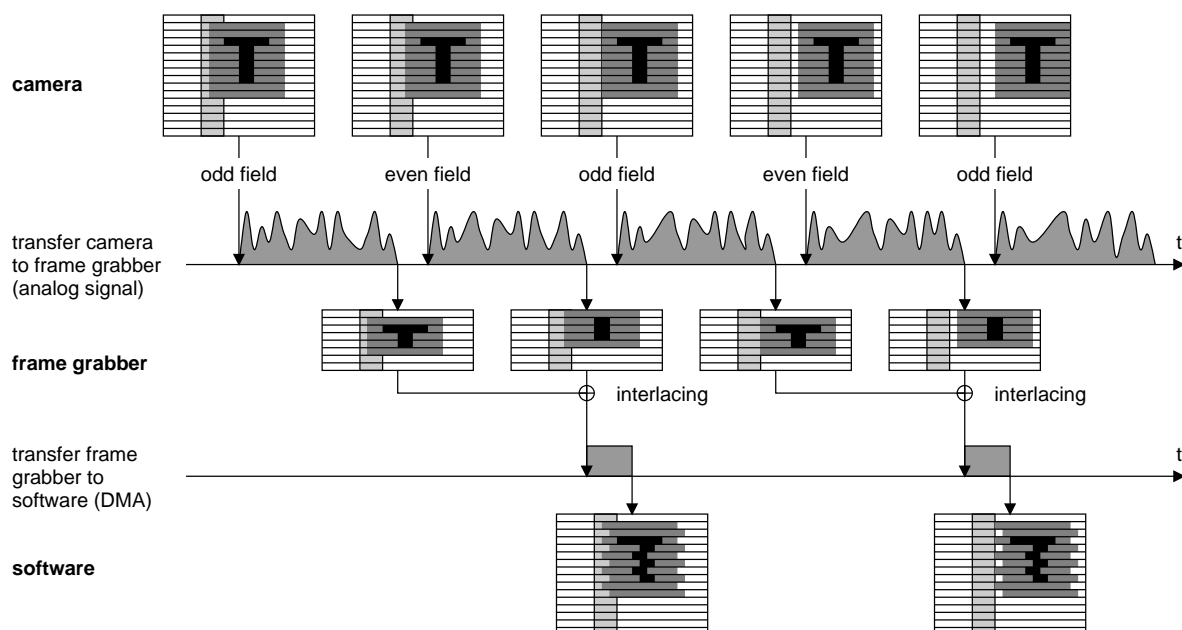 camera
odd field
even field
odd field
even field
odd field
transfer camera
to frame grabber
(analog signal)
t
frame grabber
interlacing
interlacing
transfer frame
grabber to
software (DMA)
t
software